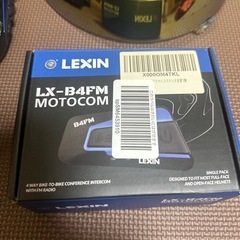 LEXIN
LX-B4FM
MOTOCOM
B4FM
LEXIN
SINGLE PACK
DESIGNED TO FIT MOST FULL-FACE
AND OPEN-FACE HELMETS
4 WAY BIKE-TO-BIKE CONFERENCE INTERCOM
WITH FM RADIO